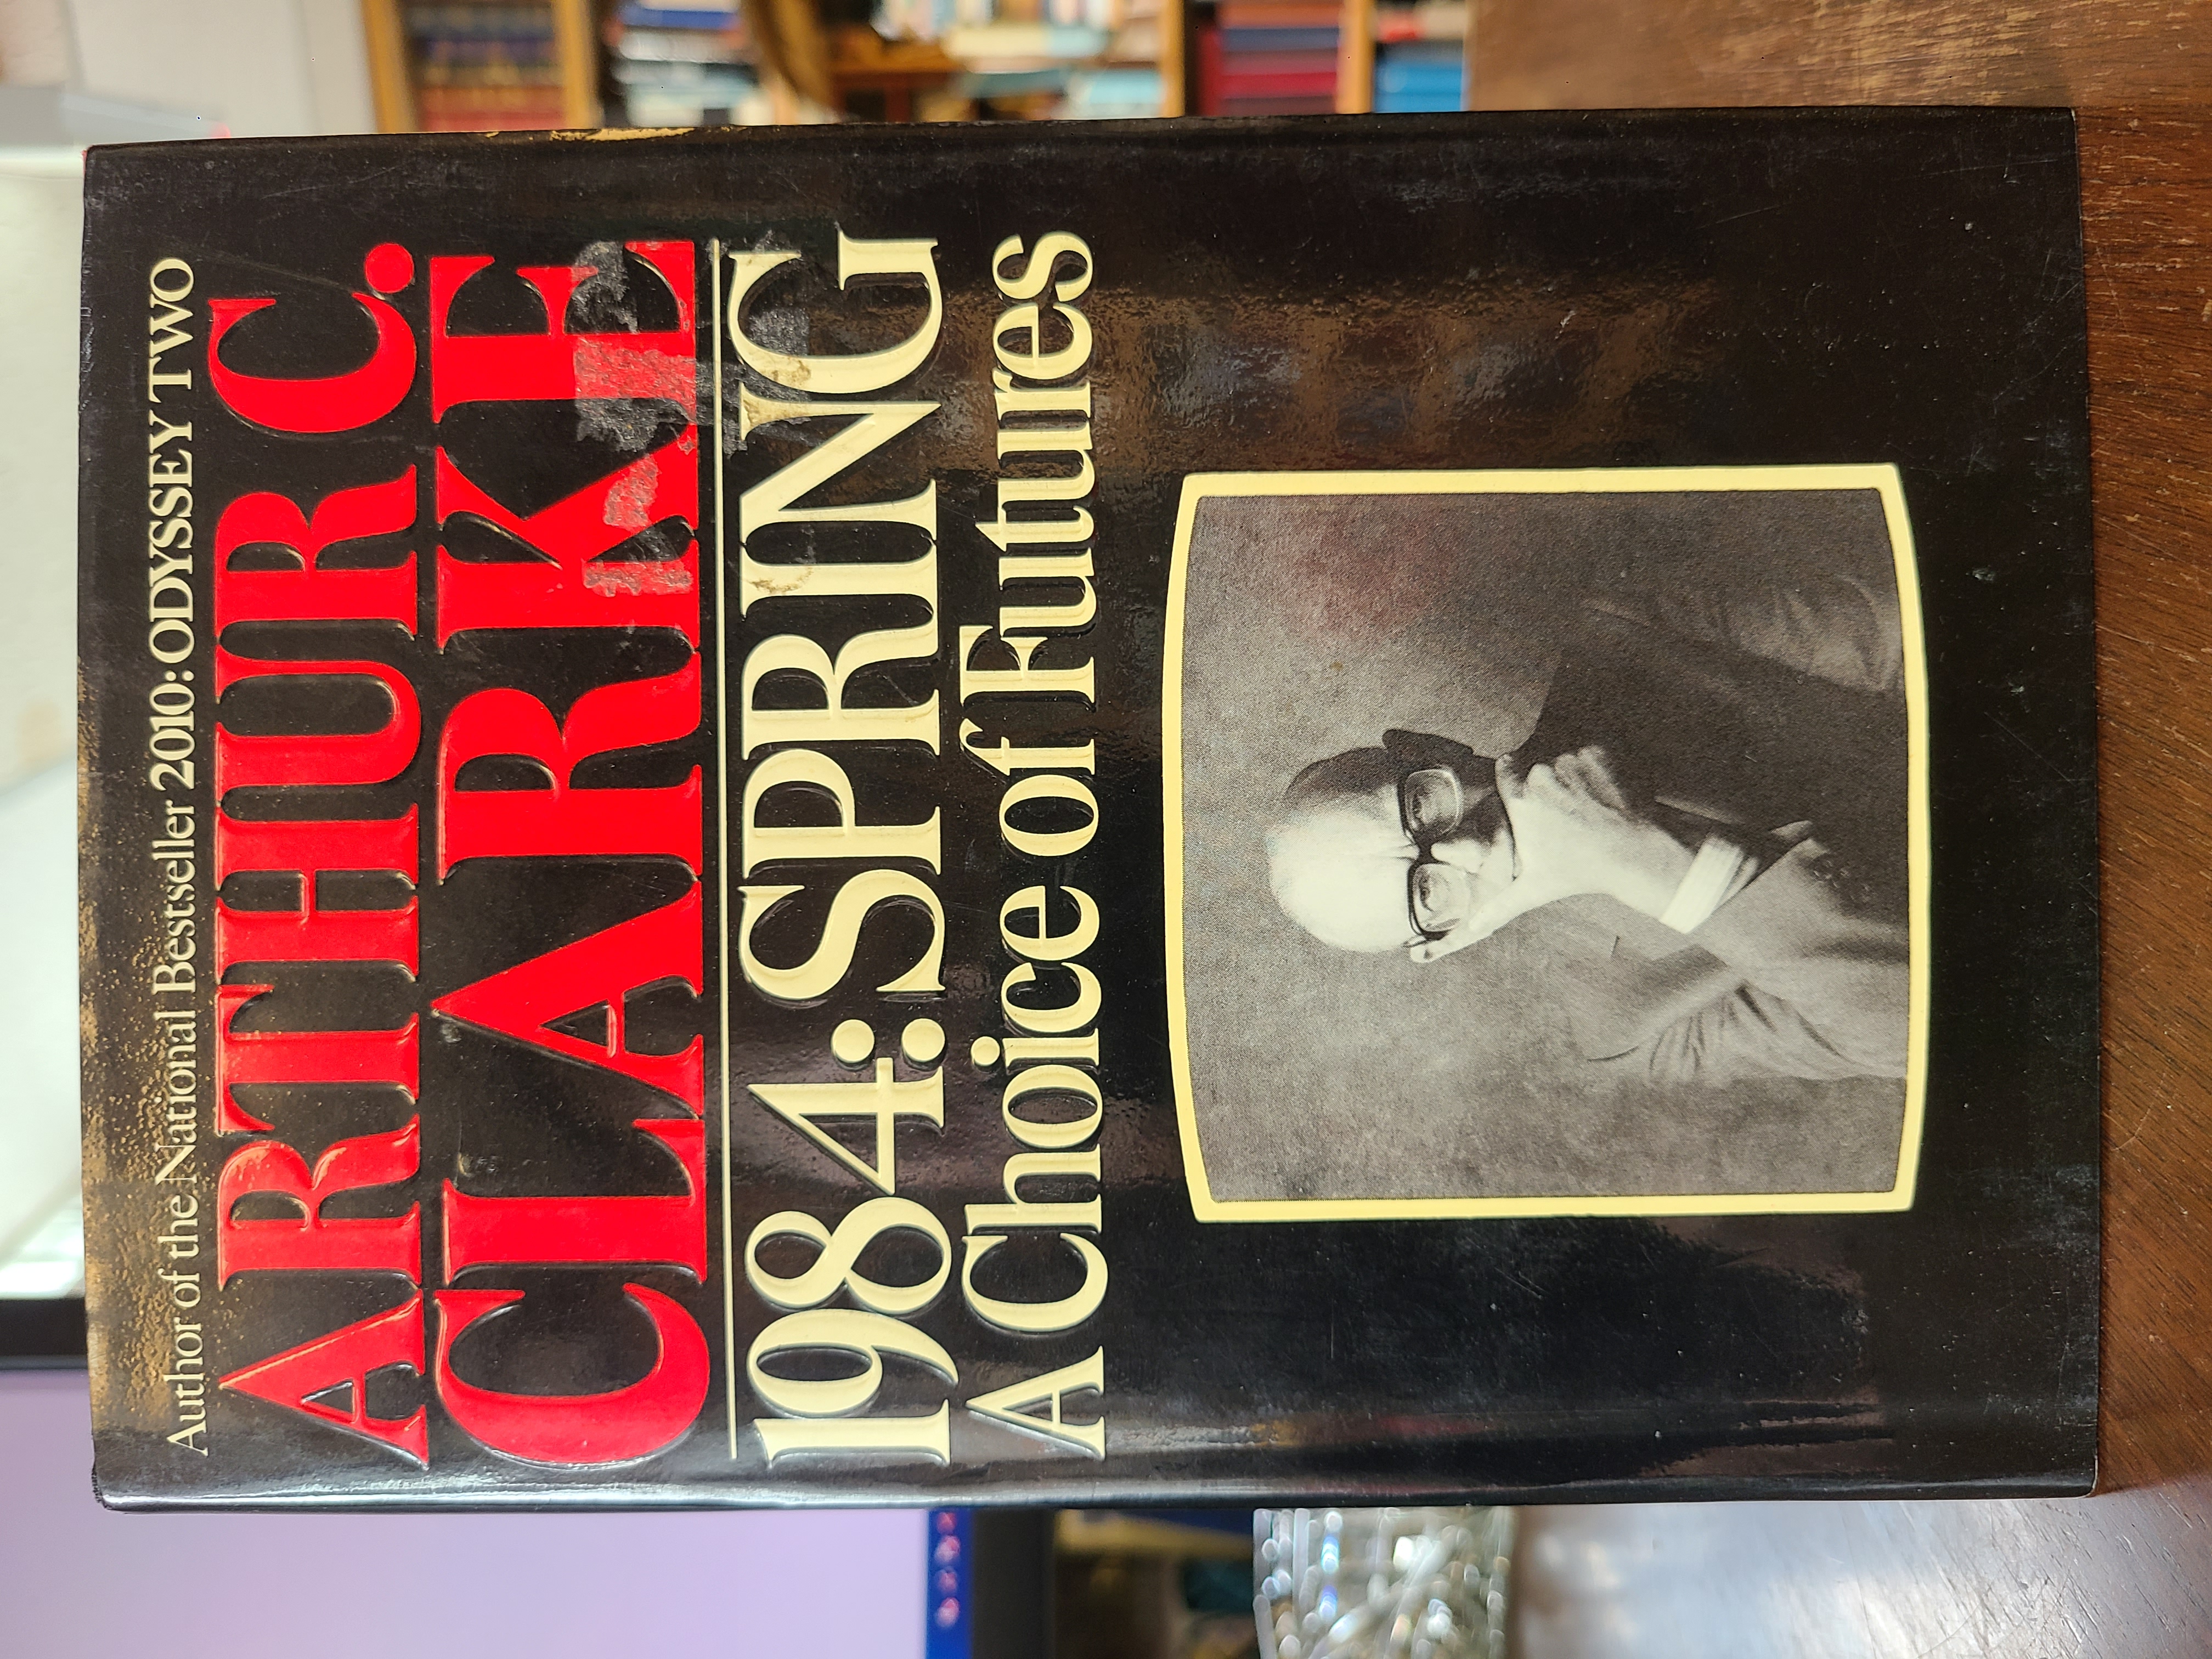 Author of the National Bestseller 2010: ODYSSEY TWO
ARTHUR C.
CLARKE
1984: SPRING
A Choice of Futures